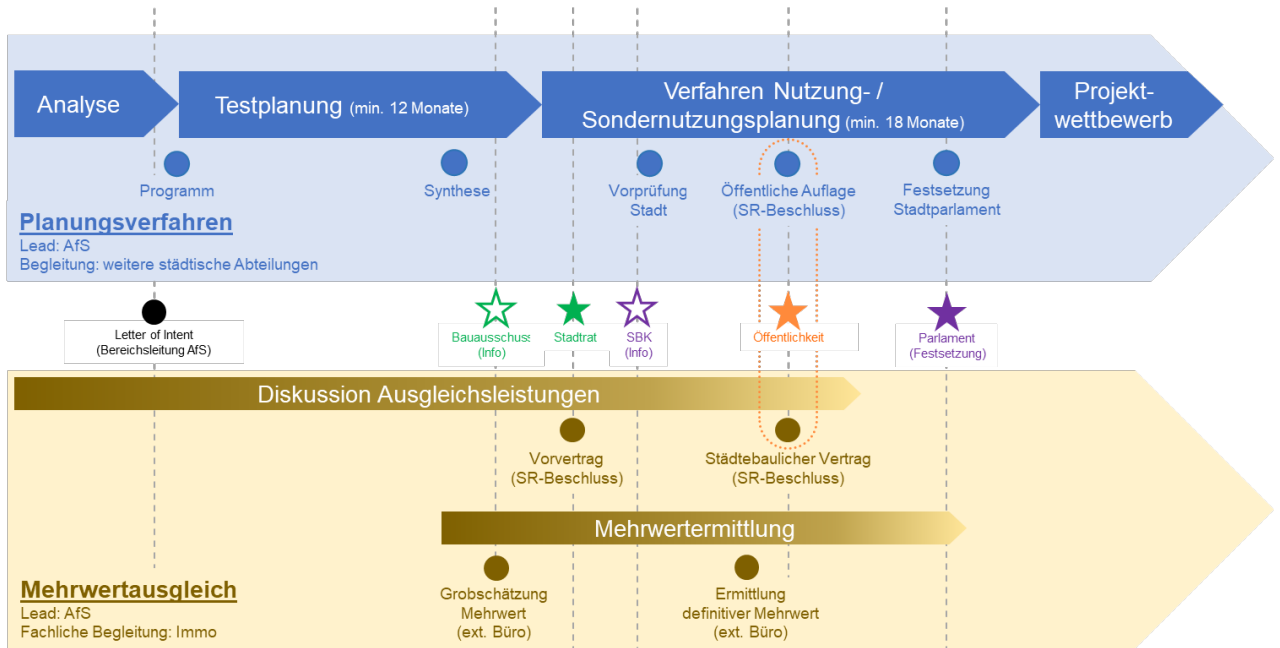 Analyse
Testplanung (min. 12 Monate)
Verfahren Nutzung- /
Sondernutzungsplanung (min. 18 Monate)
Projekt-
wettbewerb
Programm
Synthese
Vorprüfung
Stadt
Öffentliche Auflage
(SR-Beschluss)
Festsetzung
Stadtparlament
Planungsverfahren
Lead: AfS
Begleitung: weitere städtische Abteilungen
Letter of Intent
(Bereichsleitung AfS)
Bauausschuss
(Info)
Stadtrat
SBK
(Info)
Öffentlichkeit
Parlament
(Festsetzung)
Diskussion Ausgleichsleistungen
Vorvertrag
(SR-Beschluss)
Städtebaulicher Vertrag
(SR-Beschluss)
Mehrwertermittlung
Grobschätzung
Mehrwert
(ext. Büro)
Ermittlung
definitiver Mehrwert
(ext. Büro)
Mehrwertausgleich
Lead: AfS
Fachliche Begleitung: Immo